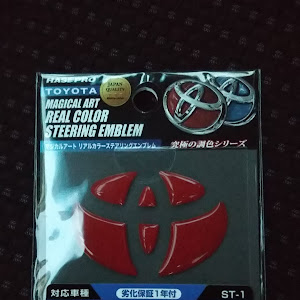 HASEPRO
TOYOTA
JAPAN
QUALITY
MAGICAL ART
REAL COLOR
STEERING EMBLEM
マジカルアート リアルカラーステアリングエンブレム
究極の調色シリーズ
対応車種
劣化保証1年付
ST-1